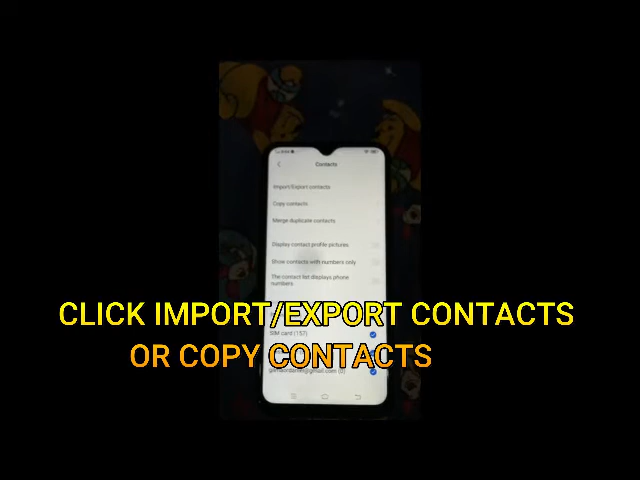 Contacts
Import/Export contacts
Copy contacts
Merge duplicate contacts
Display contact profile pictures
Show contacts with numbers only
The contact list displays phone
numbers
CLICK IMPORT/EXPORT CONTACTS
SIM card (157)
OR COPY CONTACTS